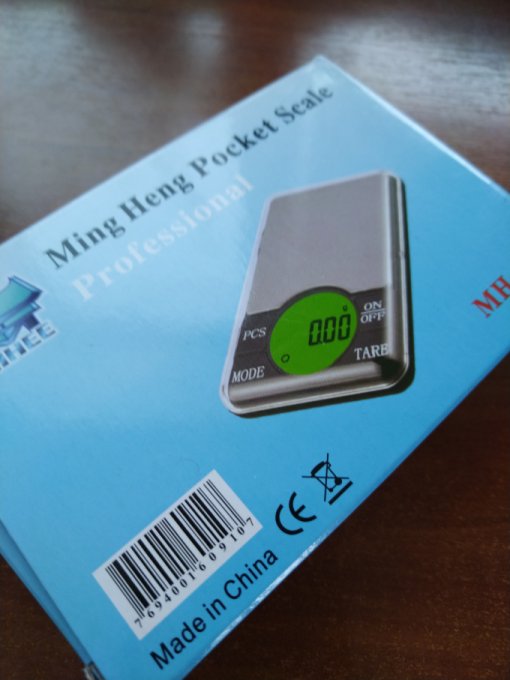 Ming Heng Pocket Scale
Professional
MH
PCS
0.00
g
ON
OFF
MODE
TARE
7694001609107
CE
Made in China